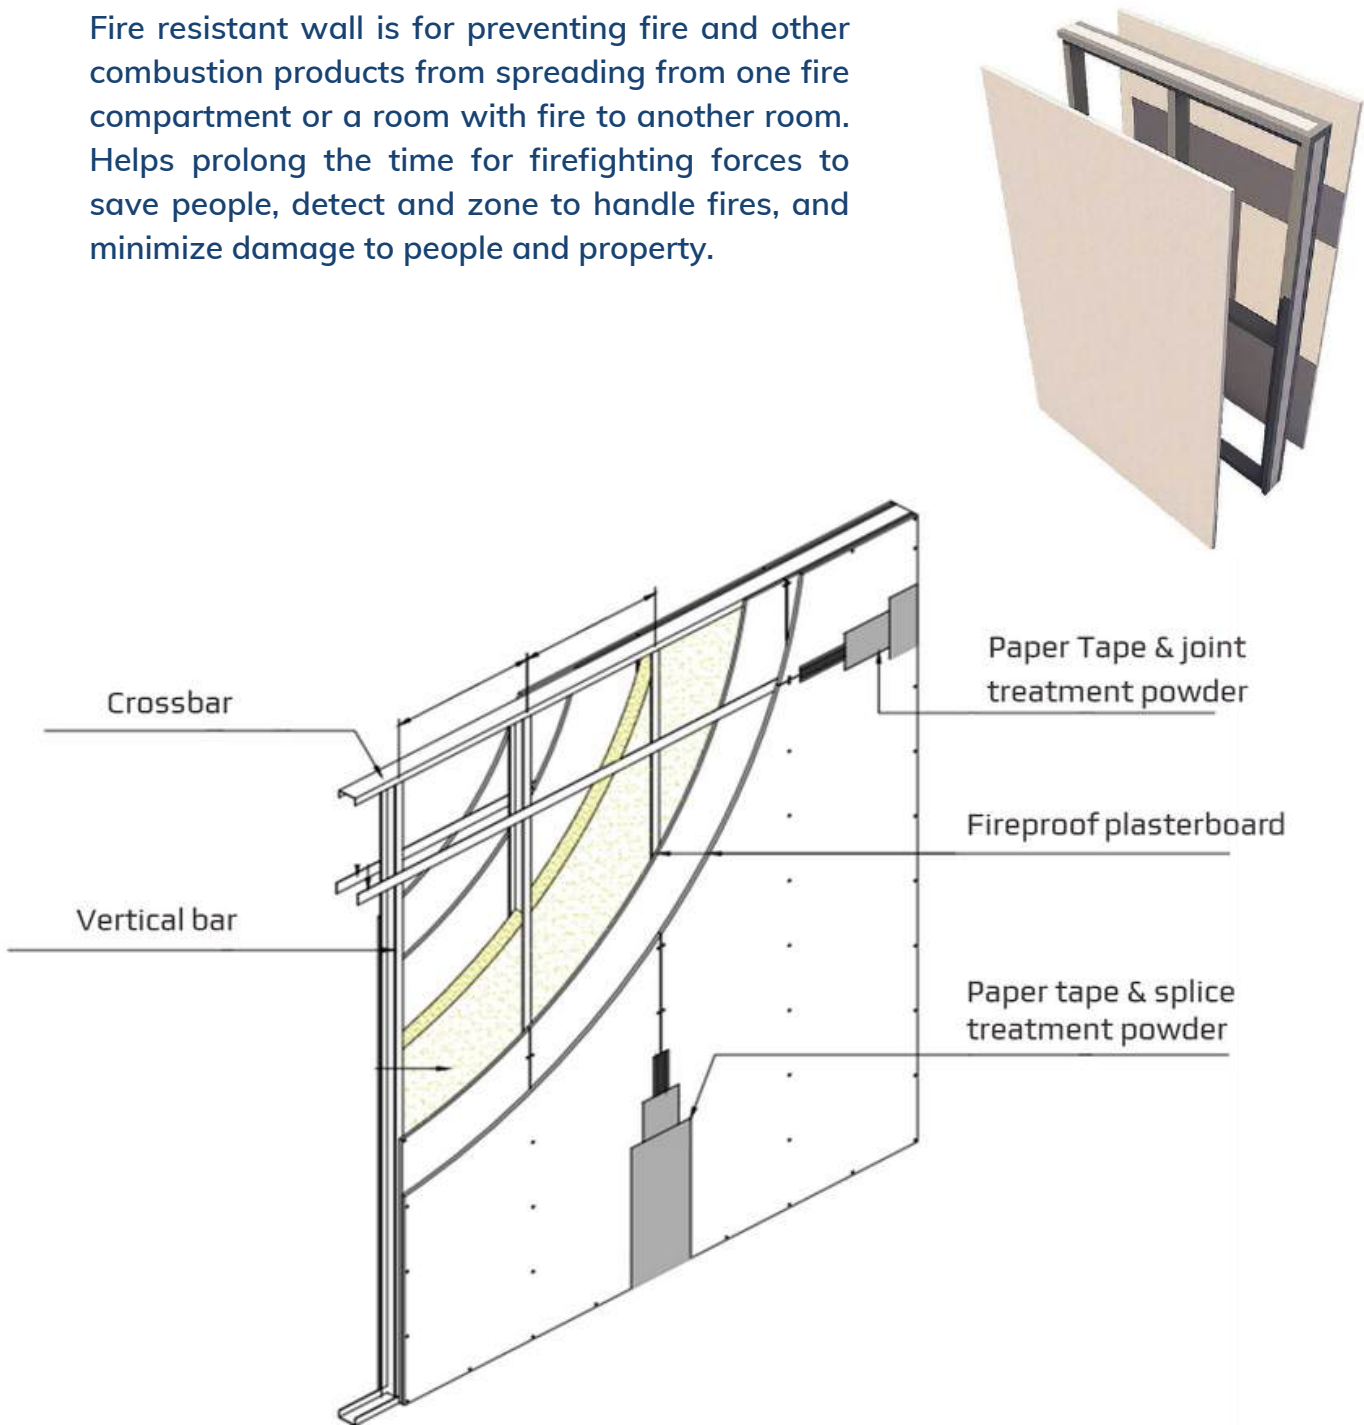 Fire resistant wall is for preventing fire and other
combustion products from spreading from one fire
compartment or a room with fire to another room.
Helps prolong the time for firefighting forces to
save people, detect and zone to handle fires, and
minimize damage to people and property.
Crossbar
Vertical bar
Paper Tape & joint
treatment powder
Fireproof plasterboard
Paper tape & splice
treatment powder